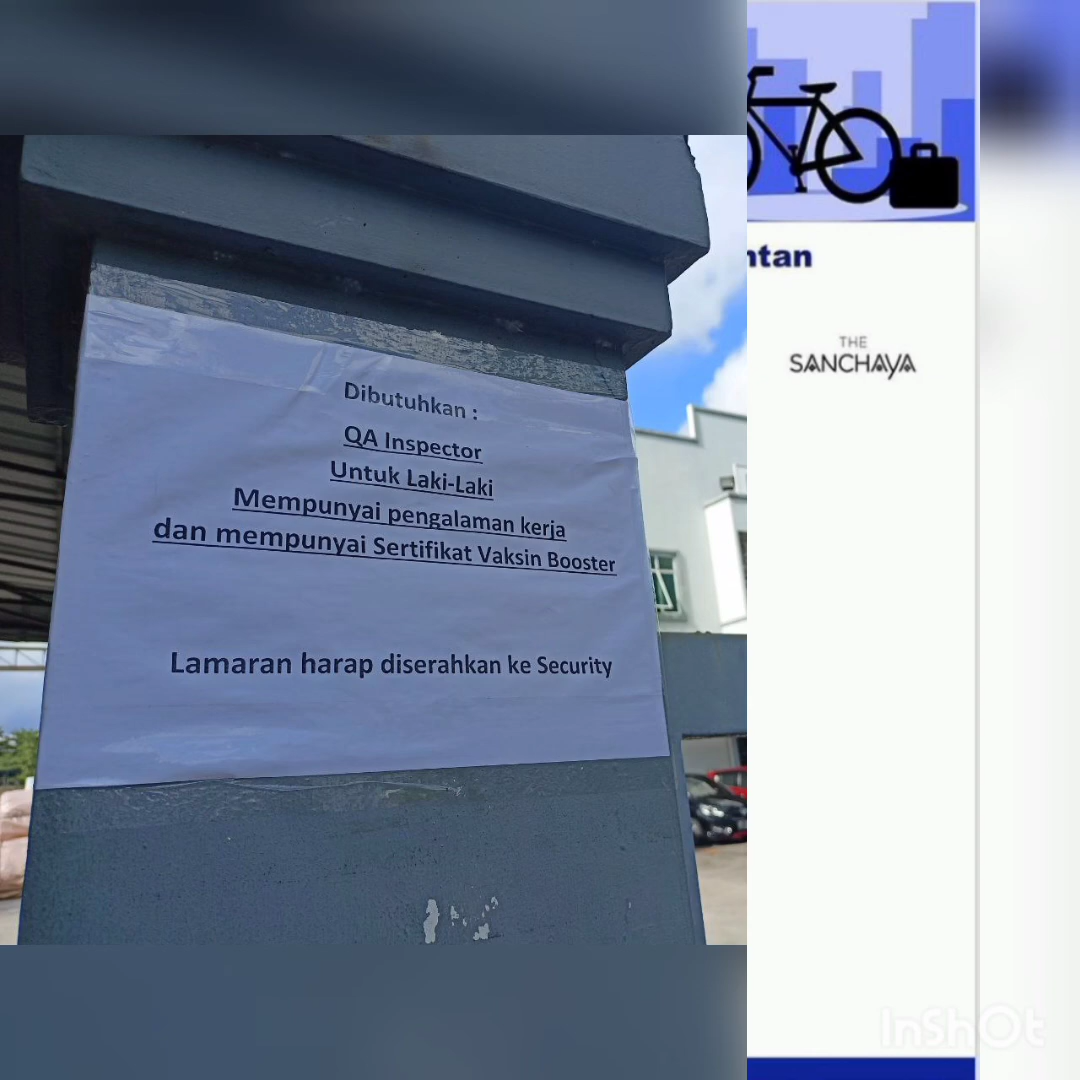 Dibutuhkan :
QA Inspector
Untuk Laki-Laki
Mempunyai pengalaman kerja
dan mempunyai Sertifikat Vaksin Booster
Lamaran harap diserahkan ke Security
ntan
THE
SANCHAYA
InShOt